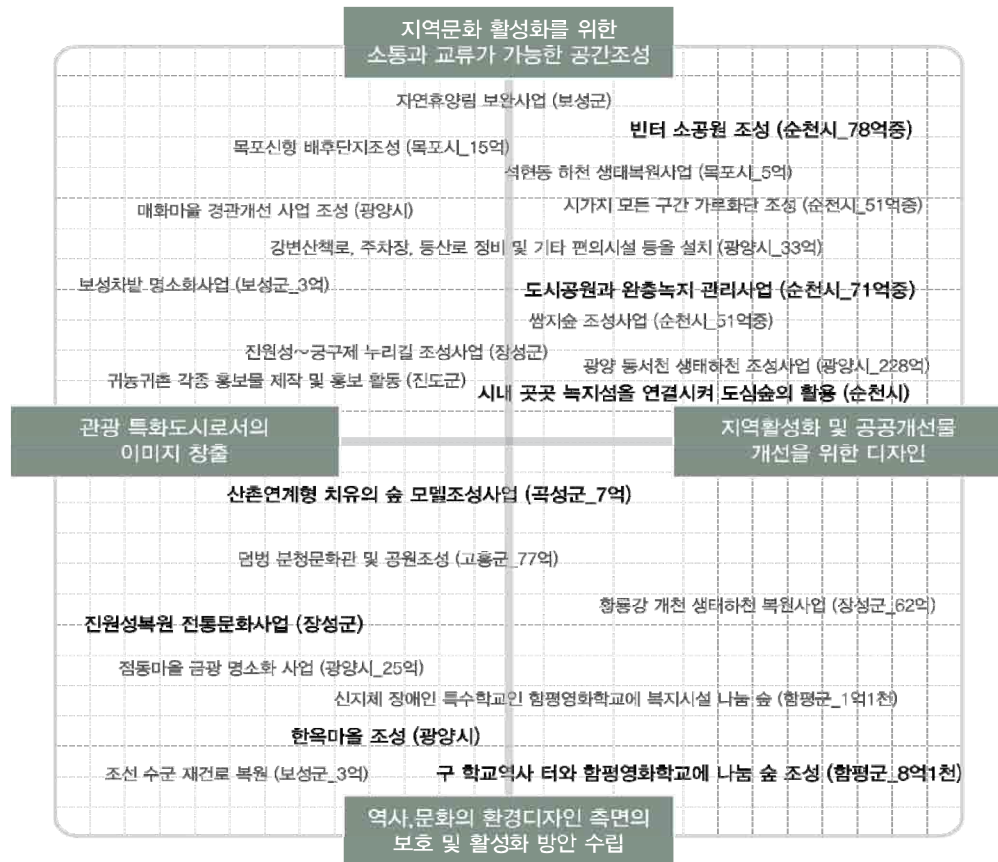 지역문화 활성화를 위한
소통과 교류가 가능한 공간조성
자연휴양림 보완사업 (보성군)
빈터 소공원 조성 (순천시_78억중)
목포신항 배후단지조성 (목포시_15억)
석현동 하천 생태복원사업 (목포시_5억)
매화마을 경관개선 사업 조성 (광양시)
시가지 모든 구간 가로화단 조성 (순천시_51억중)
강변산책로, 주차장, 등산로 정비 및 기타 편의시설 등을 설치 (광양시_33억)
보성차밭 명소화사업 (보성군_3억)
도시공원과 완충녹지 관리사업 (순천시_71억중)
쌈지숲 조성사업 (순천시_51억중)
진원성~궁구제 누리길 조성사업 (장성군)
광양 동서천 생태하천 조성사업 (광양시_228억)
귀농귀촌 각종 홍보물 제작 및 홍보 활동 (진도군)
시내 곳곳 녹지섬을 연결시켜 도심숲의 활용 (순천시)
관광 특화도시로서의
이미지 창출
지역활성화 및 공공개선물
개선을 위한 디자인
산촌연계형 치유의 숲 모델조성사업 (곡성군_7억)
덤벙 분청문화관 및 공원조성 (고흥군_77억)
황룡강 개천 생태하천 복원사업 (장성군_62억)
진원성복원 전통문화사업 (장성군)
점동마을 금광 명소화 사업 (광양시_25억)
신지체 장애인 특수학교인 함평영화학교에 복지시설 나눔 숲 (함평군_1억1천)
한옥마을 조성 (광양시)
조선 수군 재건로 복원 (보성군_3억)
구 학교역사 터와 함평영화학교에 나눔 숲 조성 (함평군_8억1천)
역사,문화의 환경디자인 측면의
보호 및 활성화 방안 수립